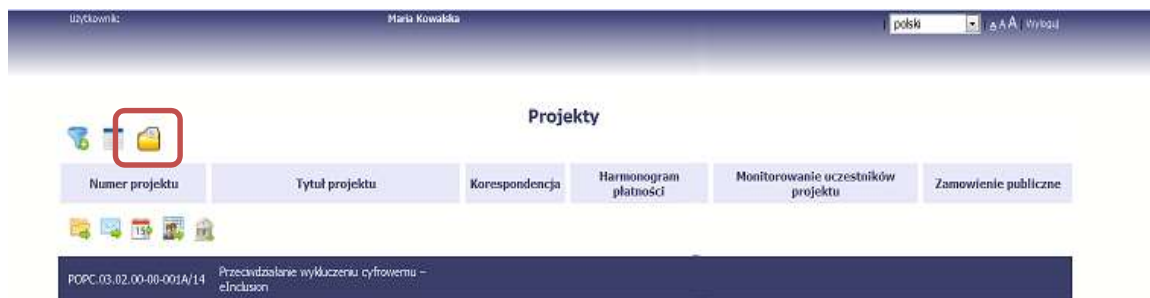 Użytkownik: Maria Kowalska | polski | A A A | Wyloguj
Projekty
Numer projektu Tytuł projektu Korespondencja Harmonogram płatności Monitorowanie uczestników projektu Zamowienie publiczne
POPC.03.02.00-00-001A/14 Przeciwdziałanie wykluczeniu cyfrowemu –
eInclusion